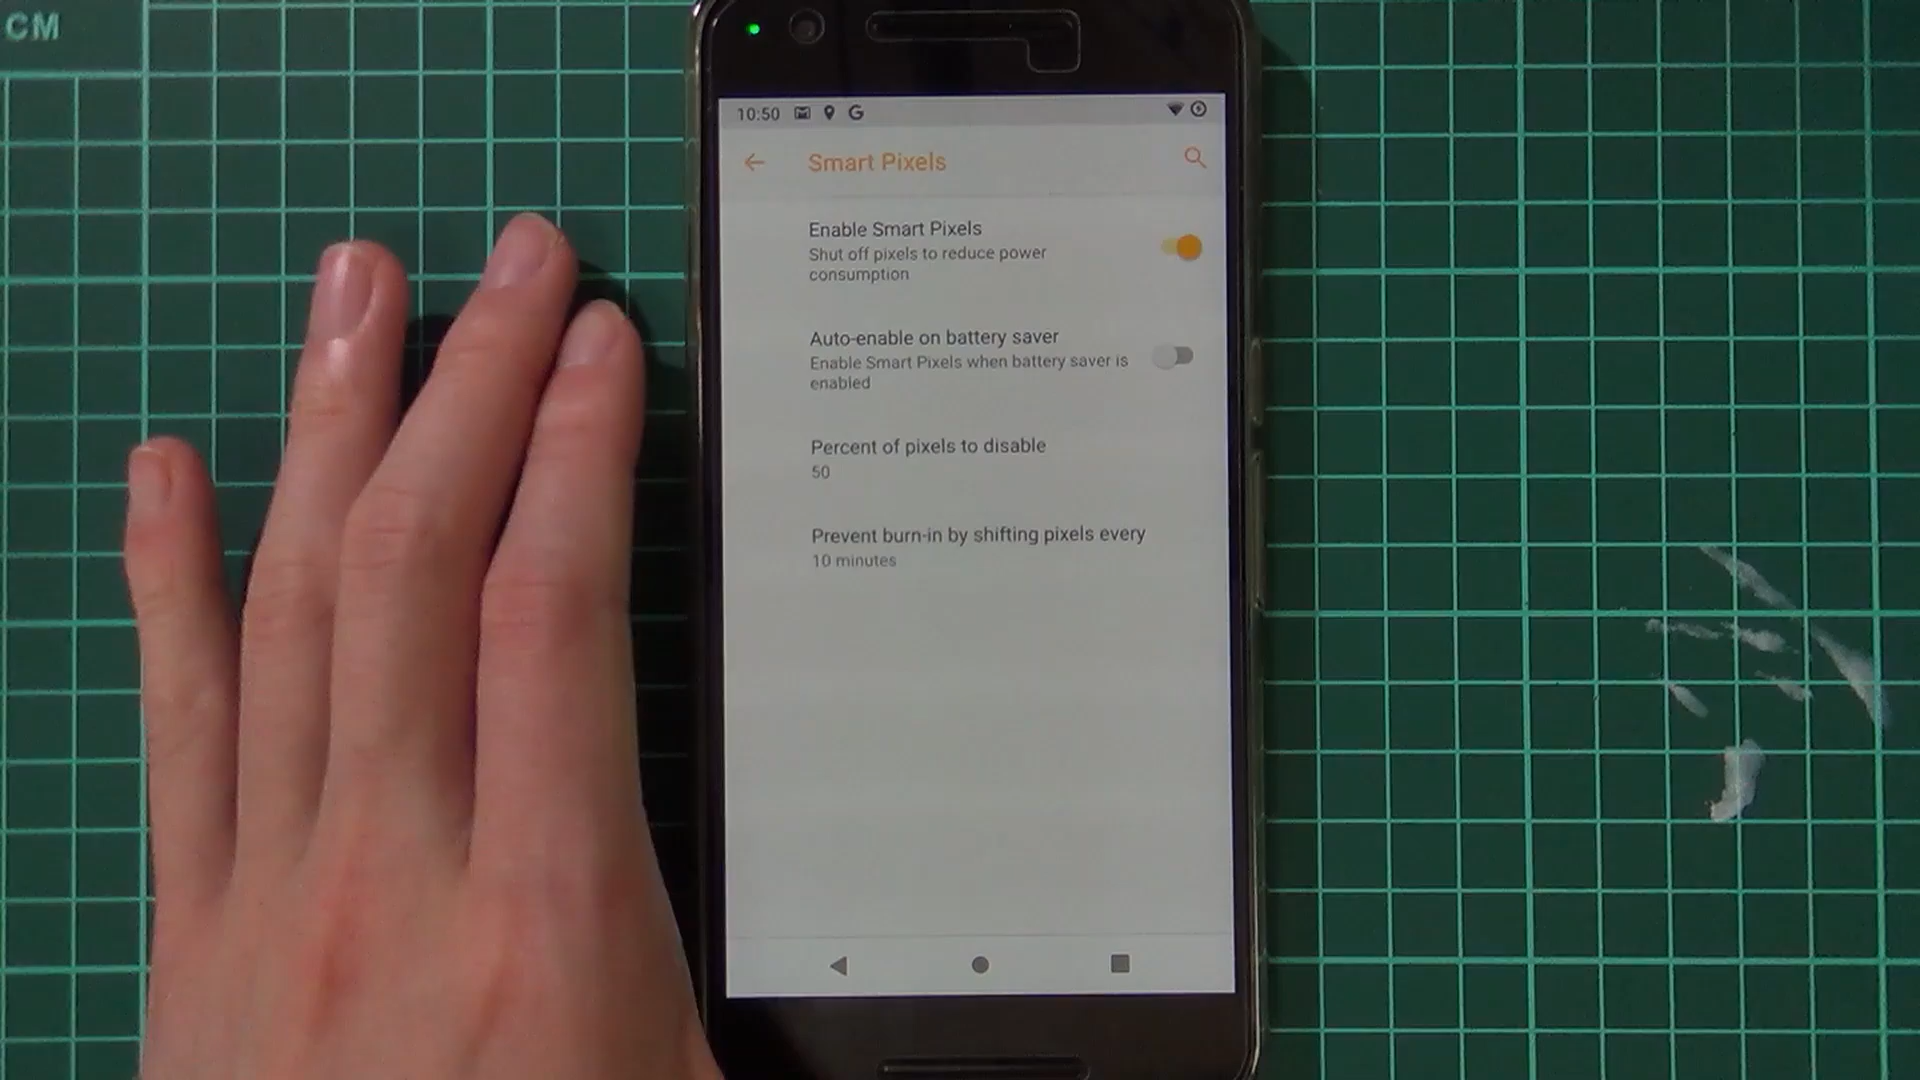 CM
10:50
Smart Pixels
Enable Smart Pixels
Shut off pixels to reduce power
consumption
Auto-enable on battery saver
Enable Smart Pixels when battery saver is
enabled
Percent of pixels to disable
50
Prevent burn-in by shifting pixels every
10 minutes